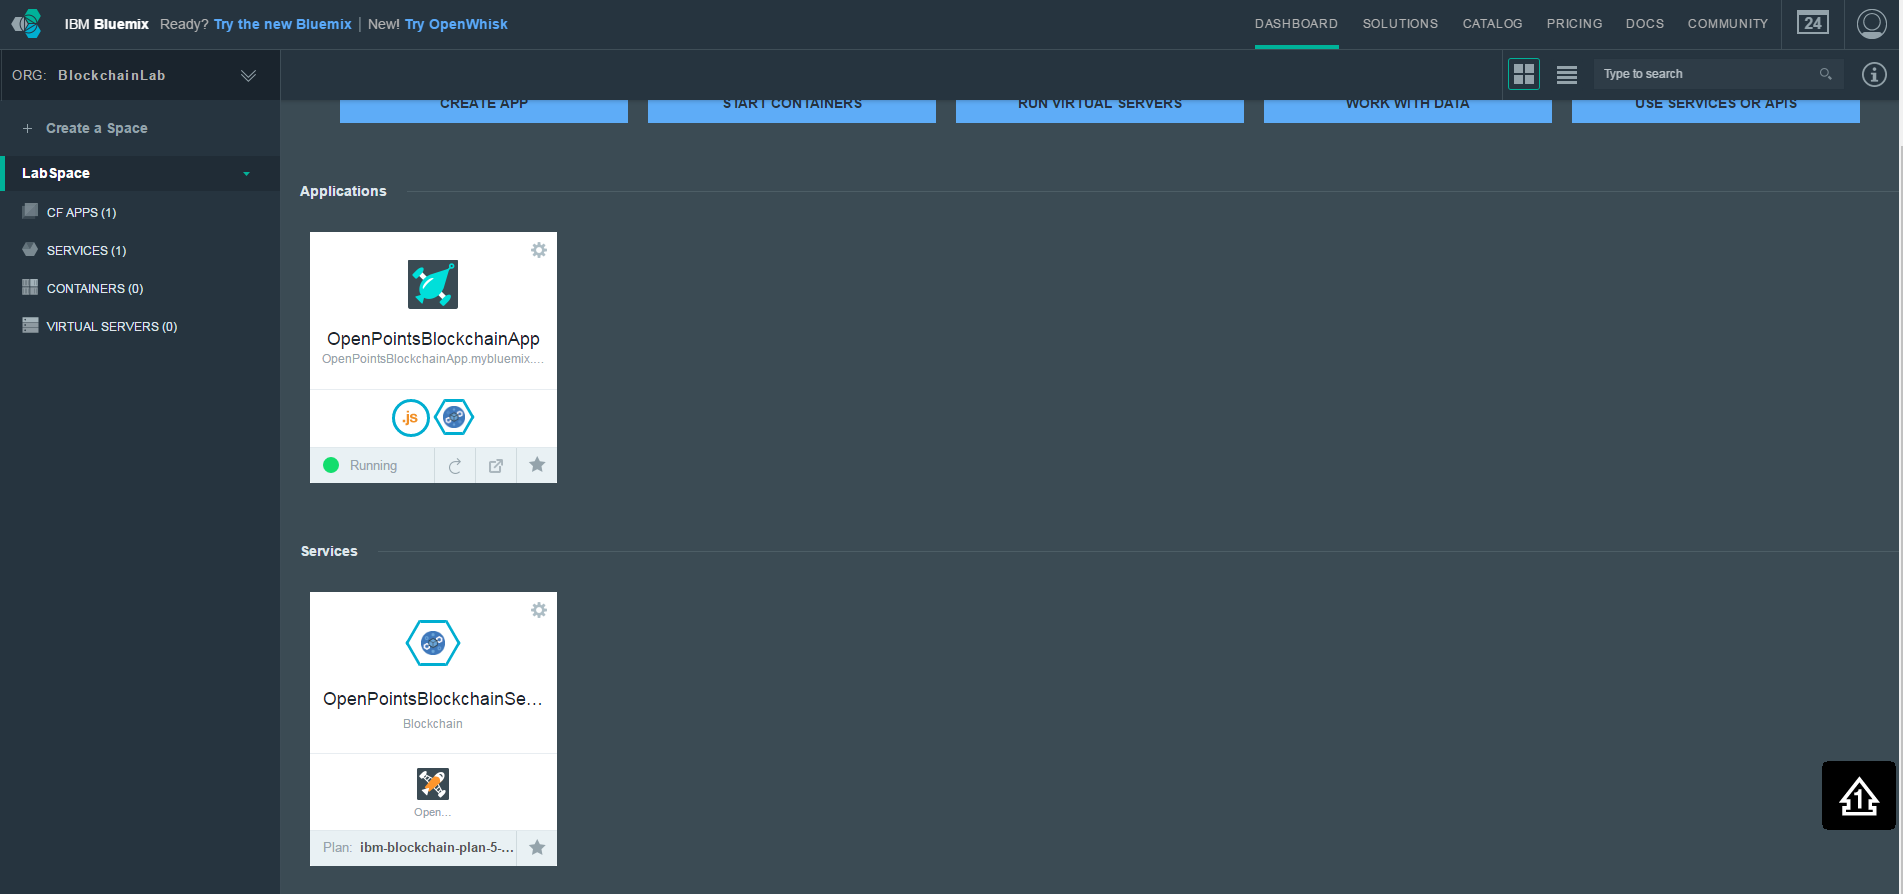 IBM Bluemix Ready? Try the new Bluemix | New! Try OpenWhisk
DASHBOARD SOLUTIONS CATALOG PRICING DOCS COMMUNITY 24
ORG: BlockchainLab
Type to search
CREATE APP START CONTAINERS RUN VIRTUAL SERVERS WORK WITH DATA USE SERVICES OR APIS
+ Create a Space
LabSpace
CF APPS (1)
SERVICES (1)
CONTAINERS (0)
VIRTUAL SERVERS (0)
Applications
OpenPointsBlockchainApp
OpenPointsBlockchainApp.mybluemix....
.js
Running
Services
OpenPointsBlockchainSe...
Blockchain
Open...
Plan: ibm-blockchain-plan-5-...
1